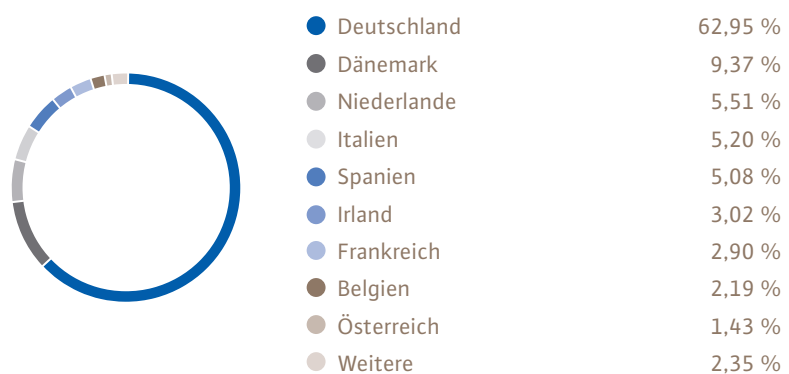 Deutschland 62,95 %
Dänemark 9,37 %
Niederlande 5,51 %
Italien 5,20 %
Spanien 5,08 %
Irland 3,02 %
Frankreich 2,90 %
Belgien 2,19 %
Österreich 1,43 %
Weitere 2,35 %